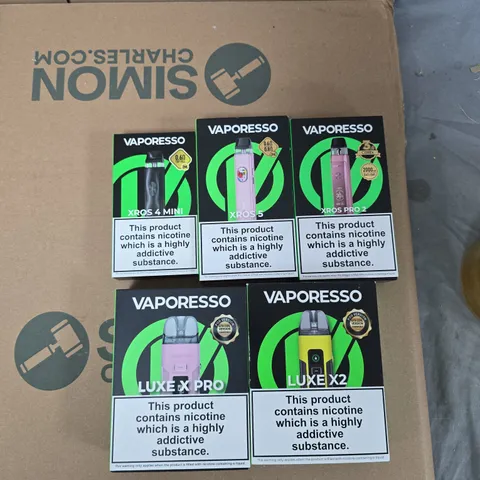 SIMON
CHARLES.COM
VAPORESSO
XROS 4 MINI
This product
contains nicotine
which is a highly
addictive
substance.
VAPORESSO
XROS 5
This product
contains nicotine
which is a highly
addictive
substance.
VAPORESSO
XROS PRO 2
This product
contains nicotine
which is a highly
addictive
substance.
VAPORESSO
LUXE X PRO
This product
contains nicotine
which is a highly
addictive
substance.
VAPORESSO
LUXE X2
This product
contains nicotine
which is a highly
addictive
substance.